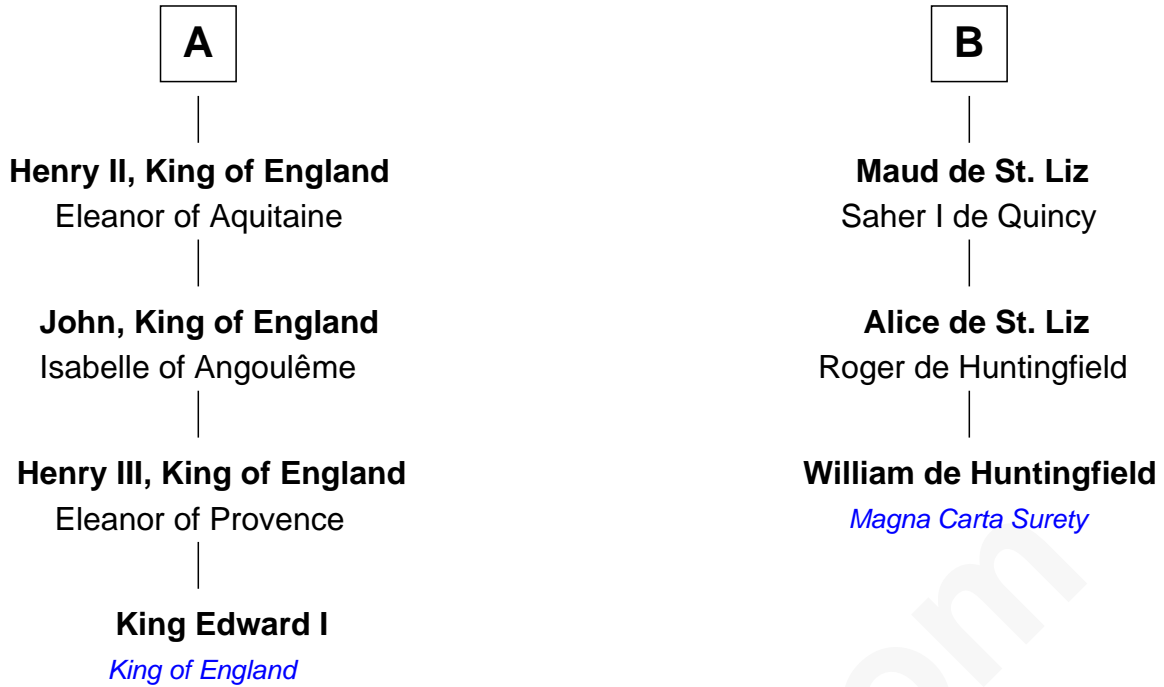 A
Henry II, King of England
Eleanor of Aquitaine
John, King of England
Isabelle of Angoulême
Henry III, King of England
Eleanor of Provence
King Edward I
King of England
B
Maud de St. Liz
Saher I de Quincy
Alice de St. Liz
Roger de Huntingfield
William de Huntingfield
Magna Carta Surety
om